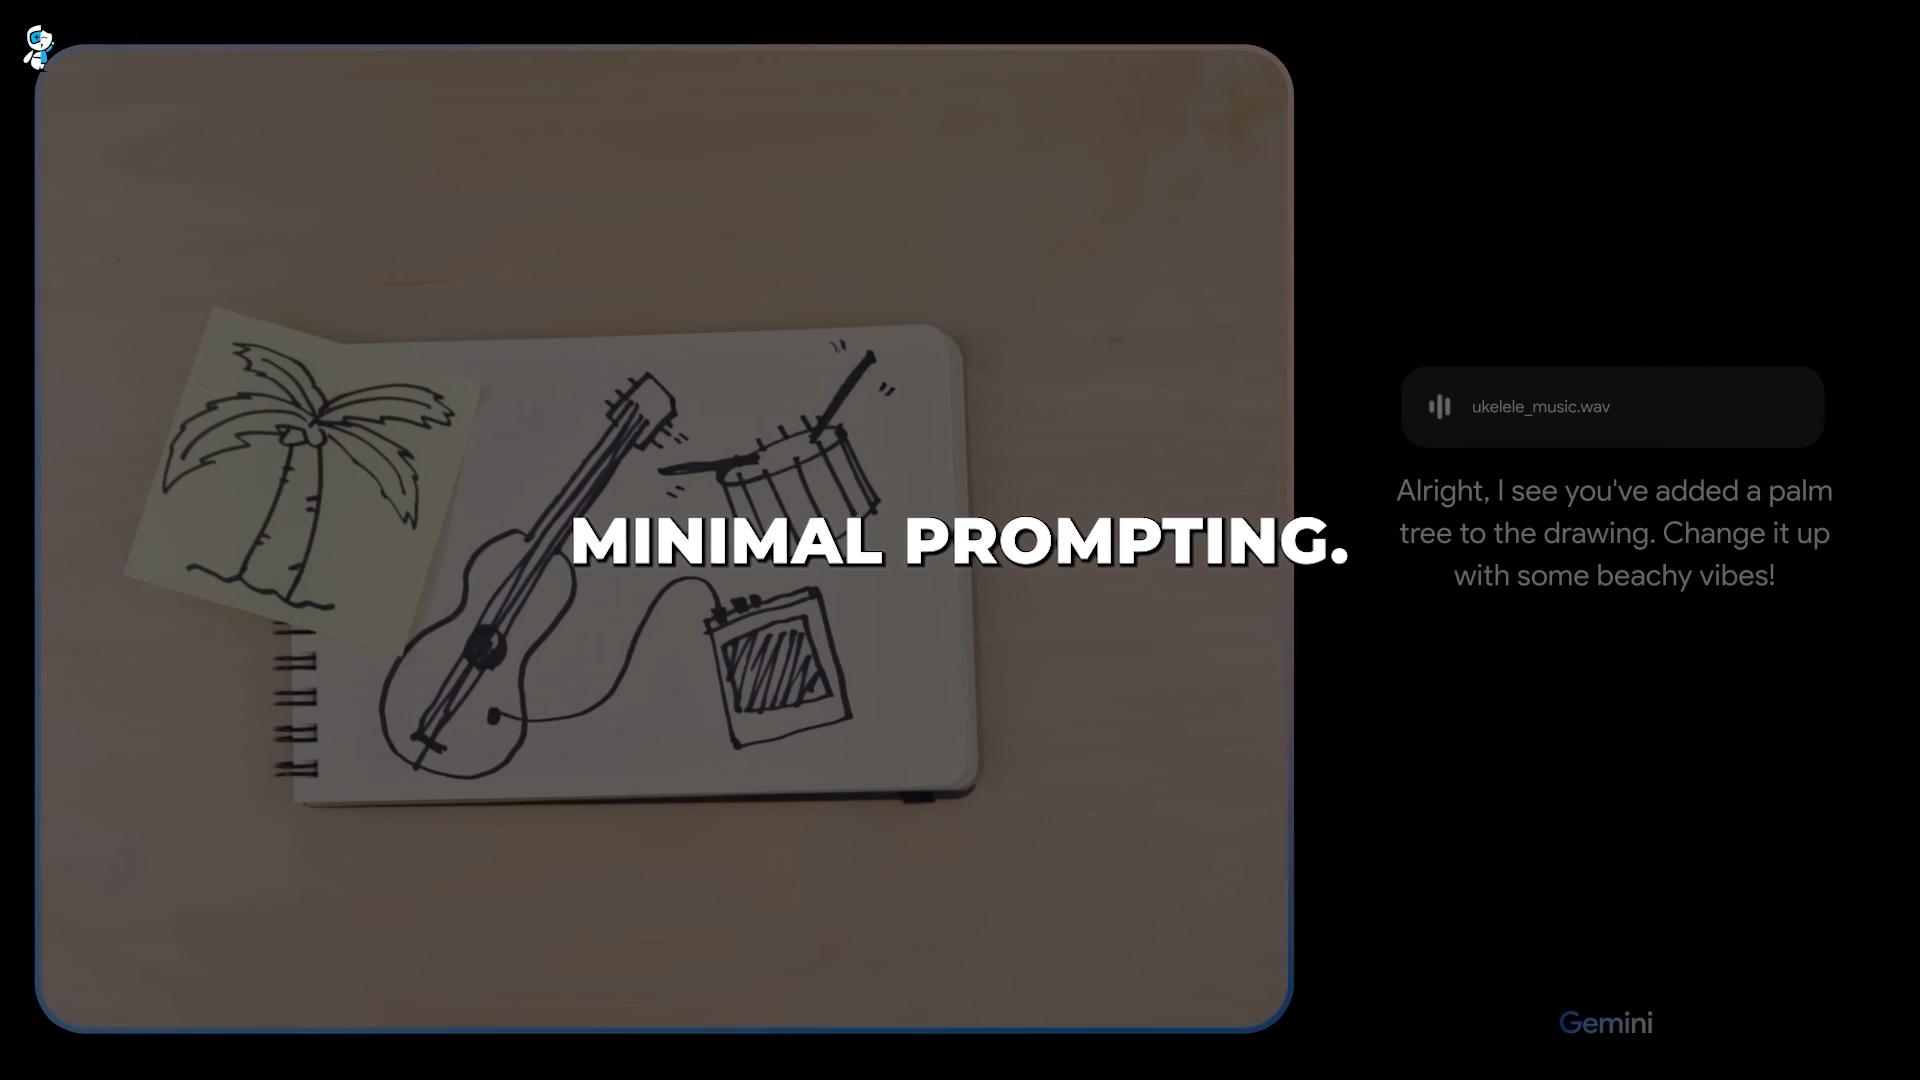 MINIMAL PROMPTING.
ukelele_music.wav
Alright, I see you've added a palm
tree to the drawing. Change it up
with some beachy vibes!
Gemini